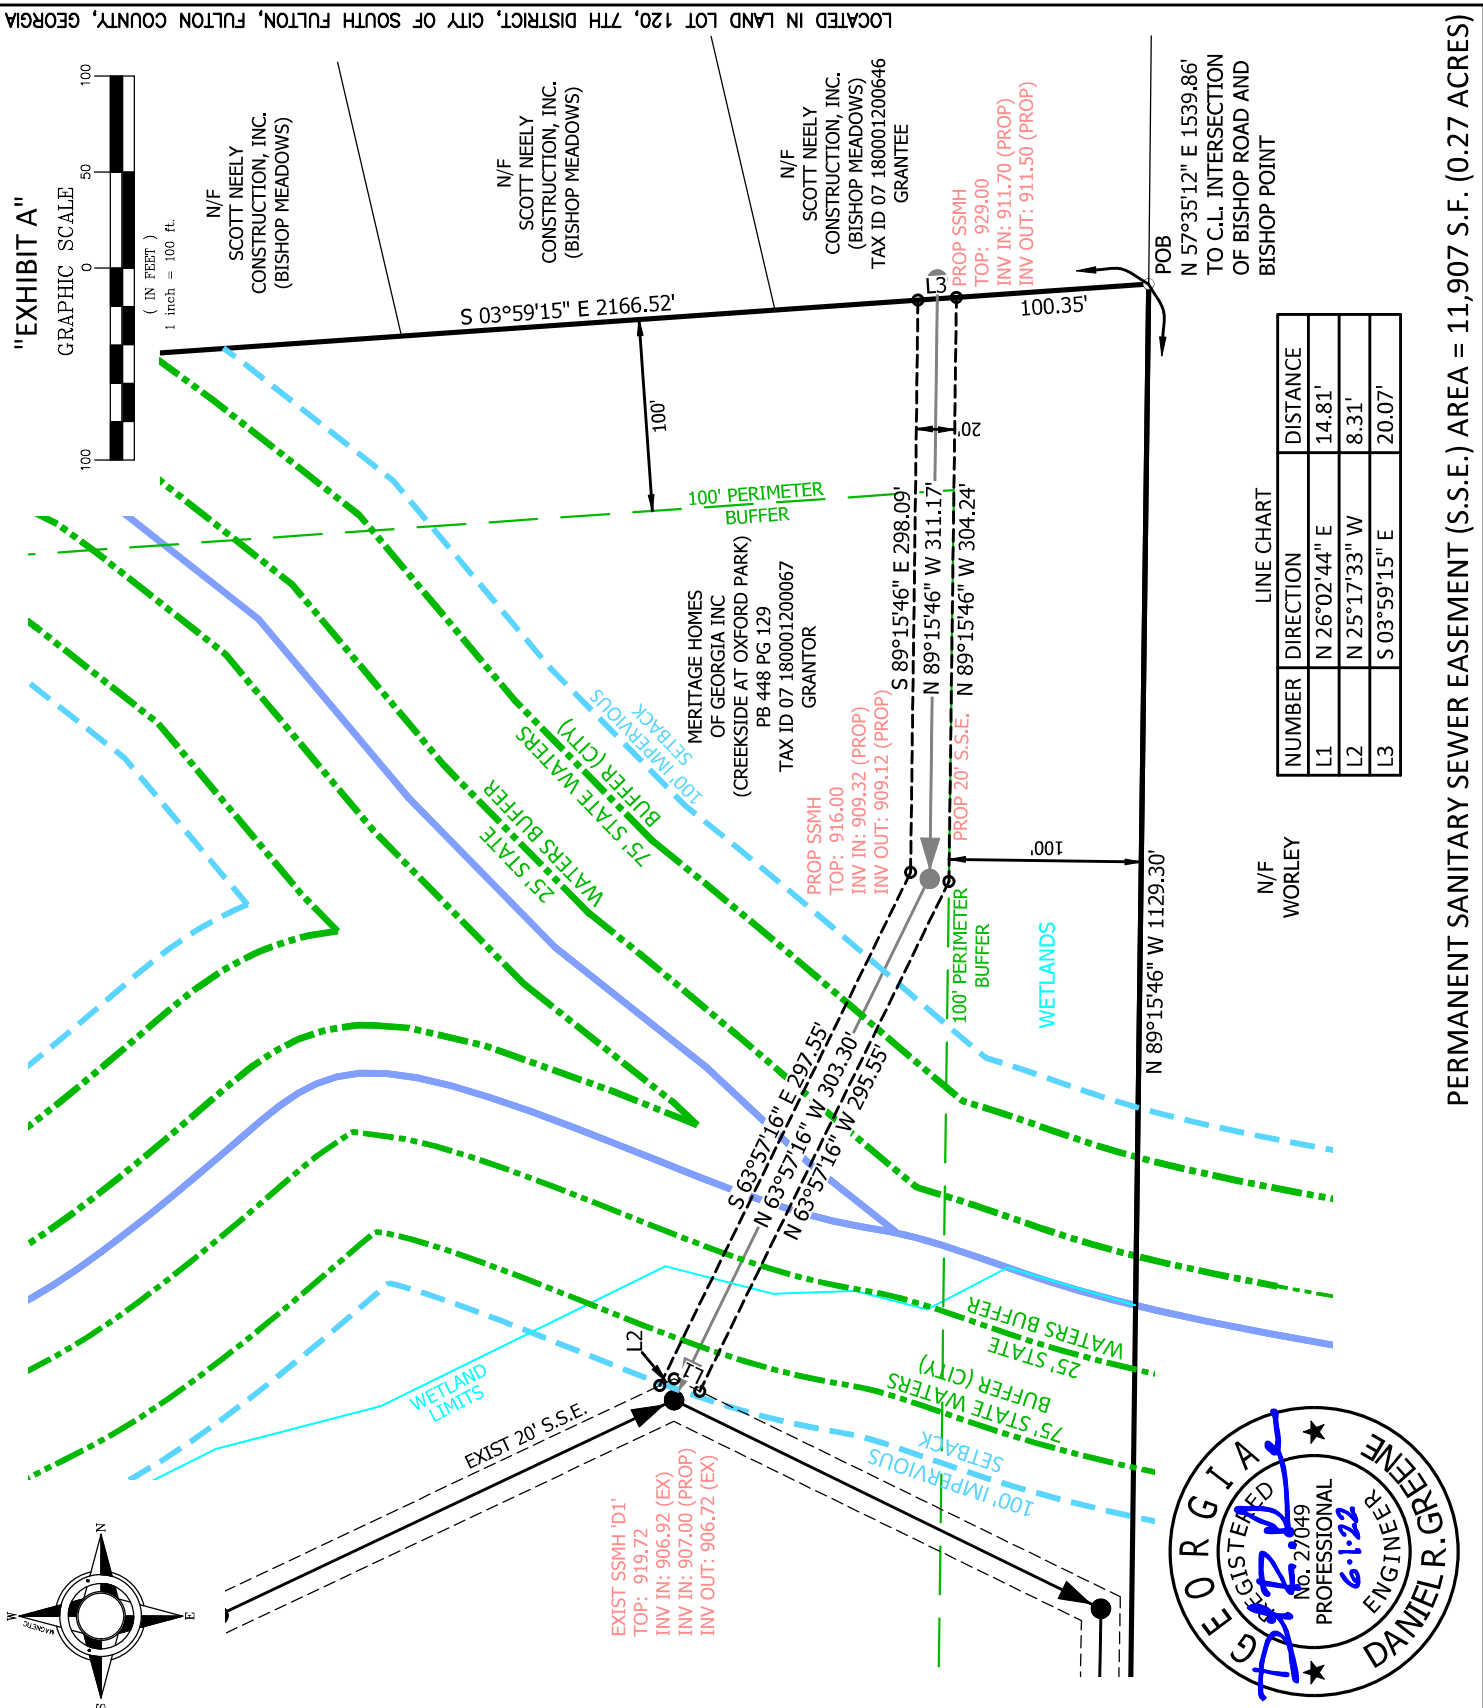 "EXHIBIT A"
GRAPHIC SCALE
100 0 50 100
( IN FEET )
1 inch = 100 ft.
LOCATED IN LAND LOT 120, 7TH DISTRICT, CITY OF SOUTH FULTON, FULTON COUNTY, GEORGIA
N/F
SCOTT NEELY
CONSTRUCTION, INC.
(BISHOP MEADOWS)
N/F
SCOTT NEELY
CONSTRUCTION, INC.
(BISHOP MEADOWS)
N/F
SCOTT NEELY
CONSTRUCTION, INC.
(BISHOP MEADOWS)
TAX ID 07 180001200646
GRANTEE
PROP SSMH
TOP: 929.00
INV IN: 911.70 (PROP)
INV OUT: 911.50 (PROP)
POB
N 57°35'12" E 1539.86'
TO C.L. INTERSECTION
OF BISHOP ROAD AND
BISHOP POINT
S 03°59'15" E 2166.52'
L3
100.35'
100'
20'
100' PERIMETER
BUFFER
MERITAGE HOMES
OF GEORGIA INC
(CREEKSIDE AT OXFORD PARK)
PB 448 PG 129
TAX ID 07 180001200067
GRANTOR
S 89°15'46" E 298.09'
N 89°15'46" W 311.17'
N 89°15'46" W 304.24'
PROP 20' S.S.E.
PROP SSMH
TOP: 916.00
INV IN: 909.32 (PROP)
INV OUT: 909.12 (PROP)
100' IMPERVIOUS
SETBACK
75' STATE WATERS
BUFFER (CITY)
25' STATE
WATERS BUFFER
100'
100' PERIMETER
BUFFER
WETLANDS
N 89°15'46" W 1129.30'
N/F
WORLEY
LINE CHART
NUMBER DIRECTION DISTANCE
L1 N 26°02'44" E 14.81'
L2 N 25°17'33" W 8.31'
L3 S 03°59'15" E 20.07'
S 63°57'16" E 297.55'
N 63°57'16" W 303.30'
N 63°57'16" W 295.55'
L2
L1
WETLAND
LIMITS
EXIST 20' S.S.E.
25' STATE
WATERS BUFFER
75' STATE WATERS
BUFFER (CITY)
100' IMPERVIOUS
SETBACK
EXIST SSMH 'D1'
TOP: 919.72
INV IN: 906.92 (EX)
INV IN: 907.00 (PROP)
INV OUT: 906.72 (EX)
N
W
E
S
MAGNETIC
GEORGIA
REGISTERED
No. 27049
PROFESSIONAL
6·1·22
ENGINEER
DANIEL R. GREENE
PERMANENT SANITARY SEWER EASEMENT (S.S.E.) AREA = 11,907 S.F. (0.27 ACRES)